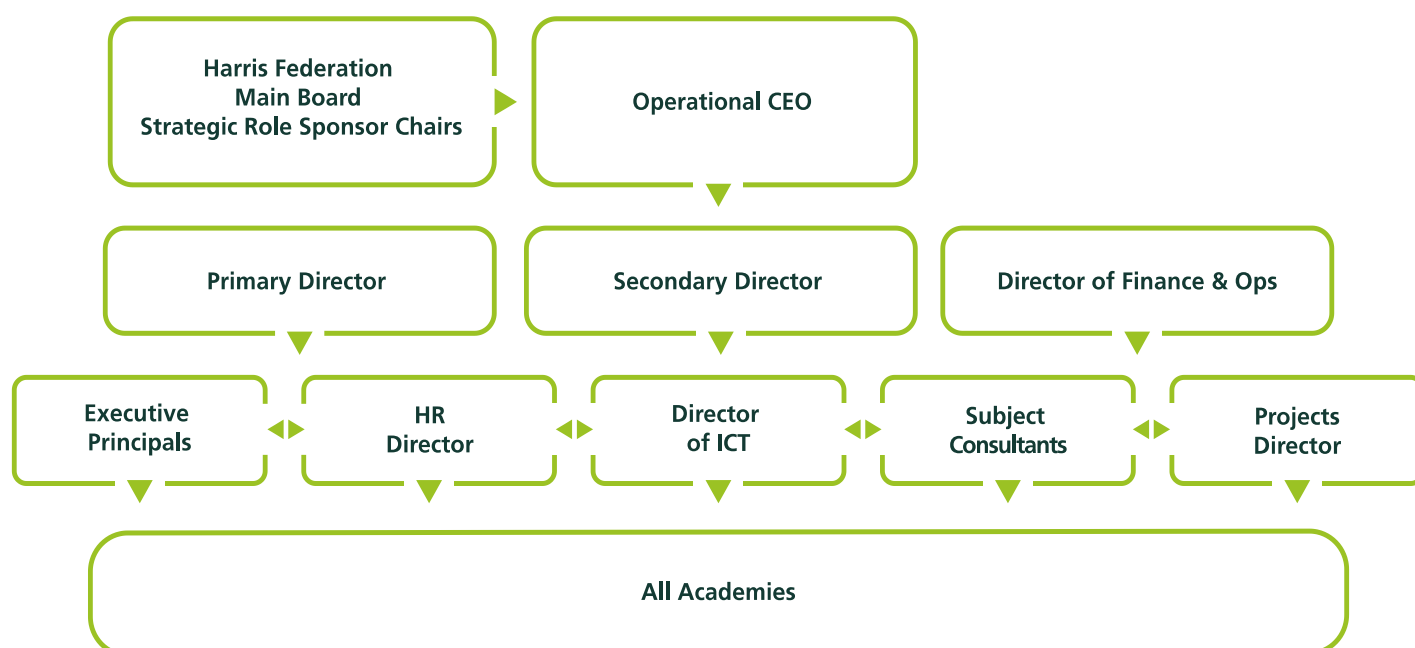 Harris Federation
Main Board
Strategic Role Sponsor Chairs
Operational CEO
Primary Director
Secondary Director
Director of Finance & Ops
Executive
Principals
HR
Director
Director
of ICT
Subject
Consultants
Projects
Director
All Academies